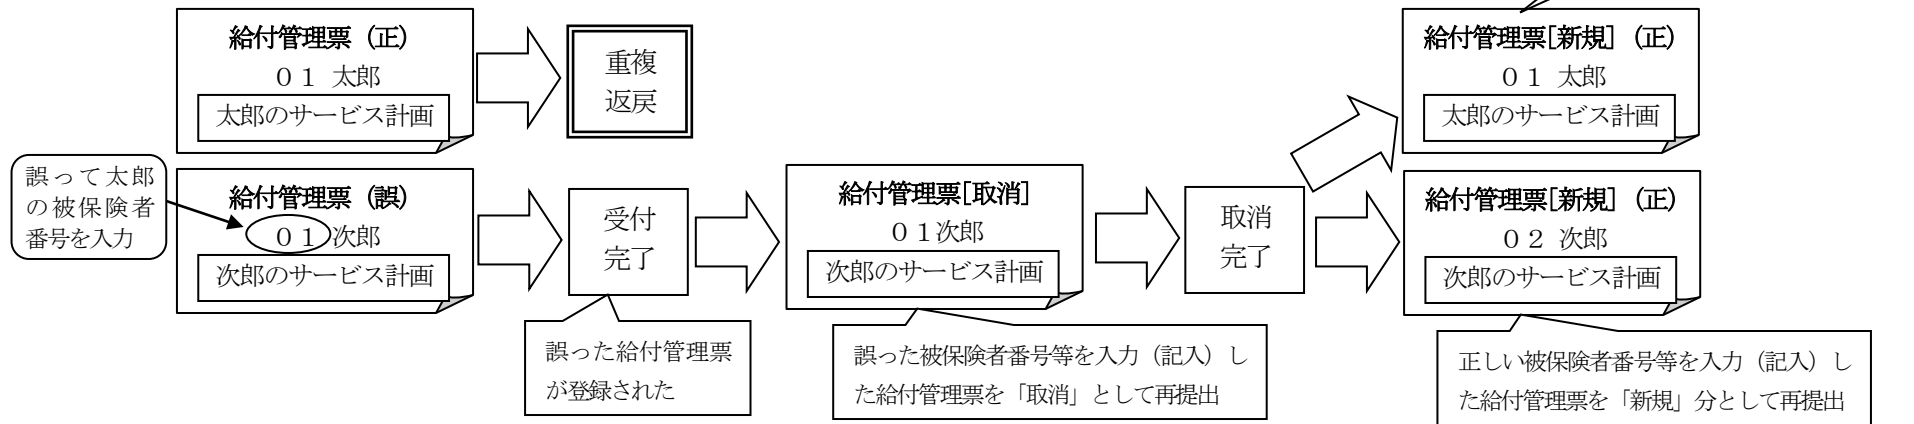 給付管理票（正）
０１ 太郎
太郎のサービス計画
重複
返戻
給付管理票[新規]（正）
０１ 太郎
太郎のサービス計画
誤って太郎
の被保険者
番号を入力
給付管理票（誤）
０１次郎
次郎のサービス計画
受付
完了
給付管理票[取消]
０１次郎
次郎のサービス計画
取消
完了
給付管理票[新規]（正）
０２ 次郎
次郎のサービス計画
誤った給付管理票
が登録された
誤った被保険者番号等を入力（記入）し
た給付管理票を「取消」として再提出
正しい被保険者番号等を入力（記入）し
た給付管理票を「新規」分として再提出